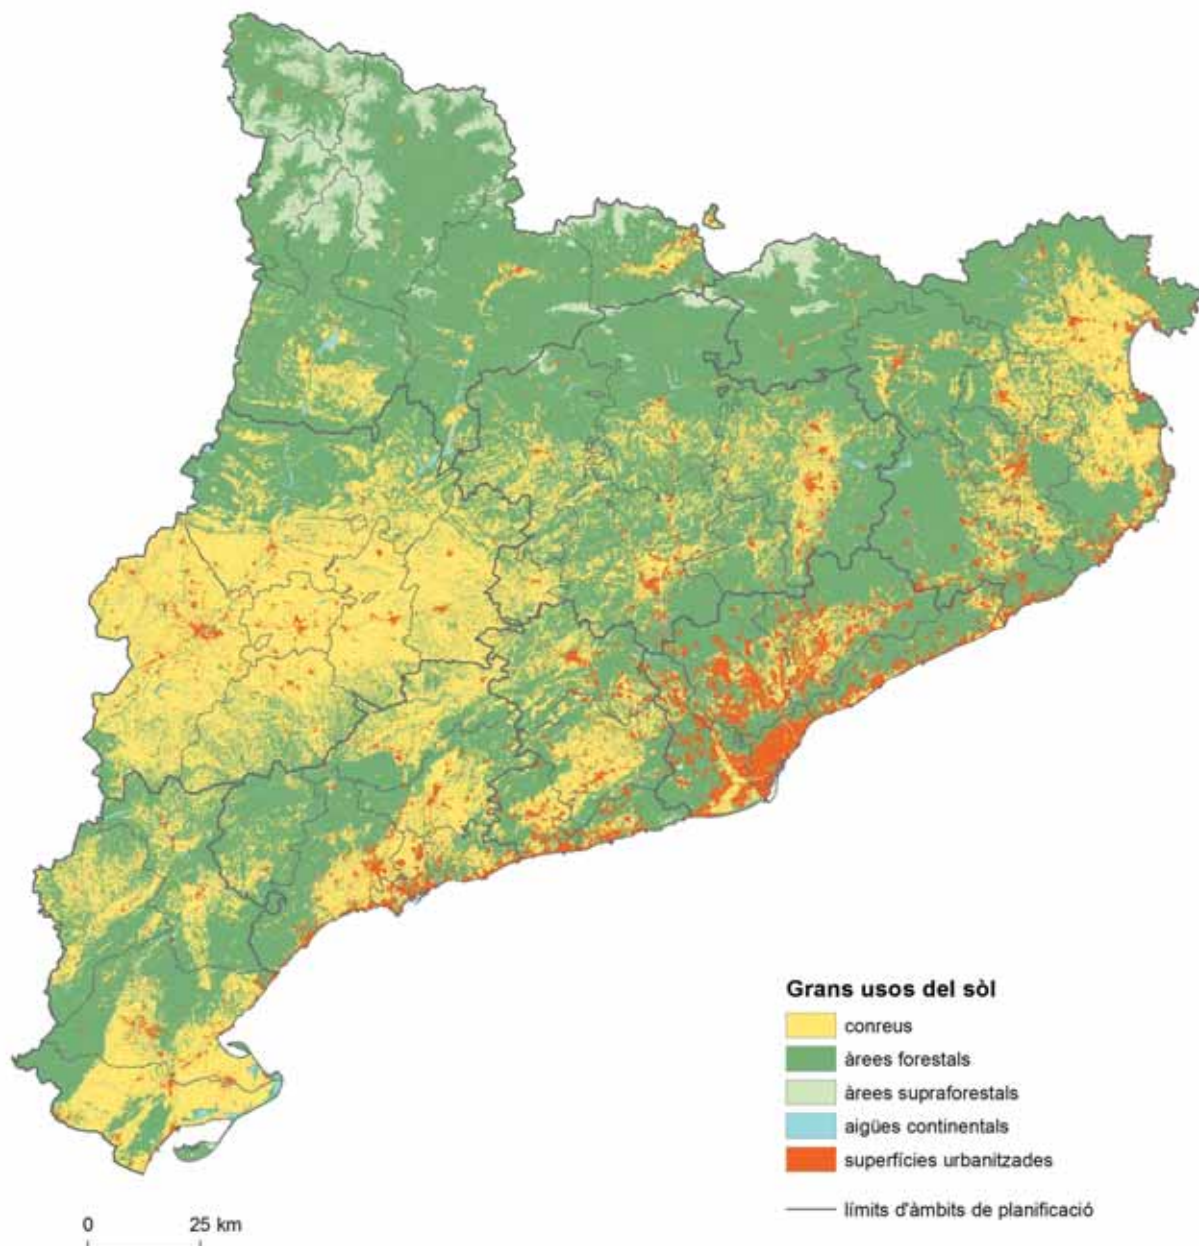 Grans usos del sòl
conreus
àrees forestals
àrees supraforestals
aigües continentals
superfícies urbanitzades
límits d'àmbits de planificació
0 25 km